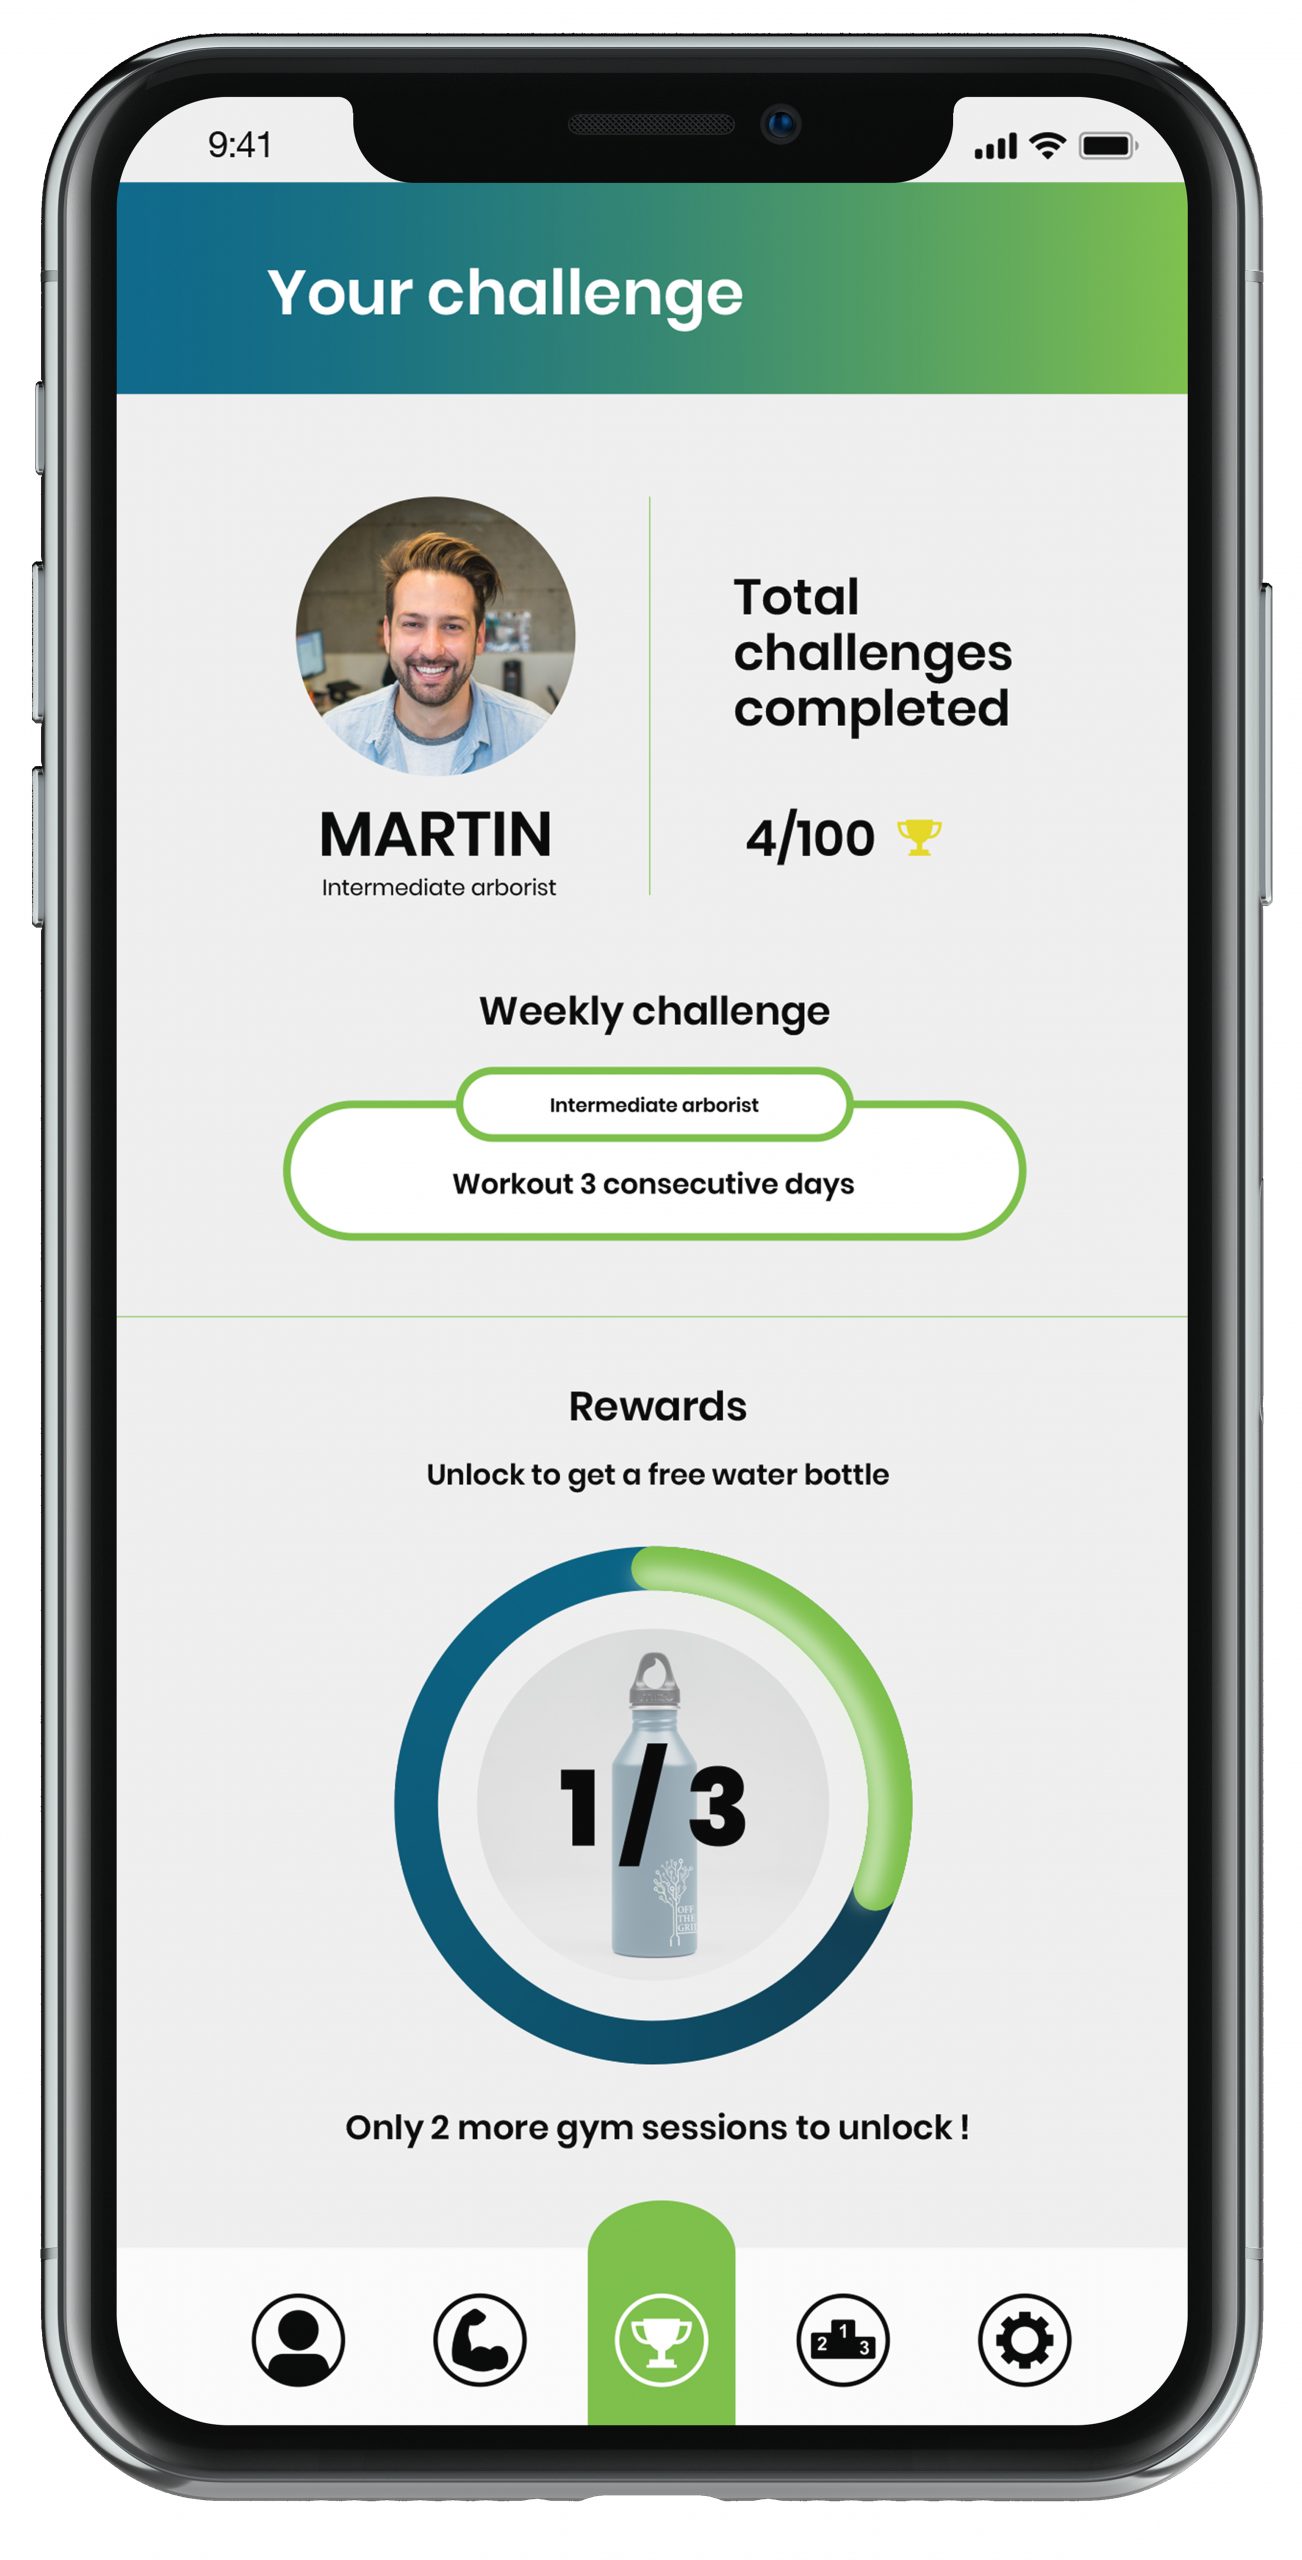 9:41
Your challenge
Total
challenges
completed
MARTIN
4/100
Intermediate arborist
Weekly challenge
Intermediate arborist
Workout 3 consecutive days
Rewards
Unlock to get a free water bottle
1/3
OFF
THE
GRI
Only 2 more gym sessions to unlock !
2 1 3